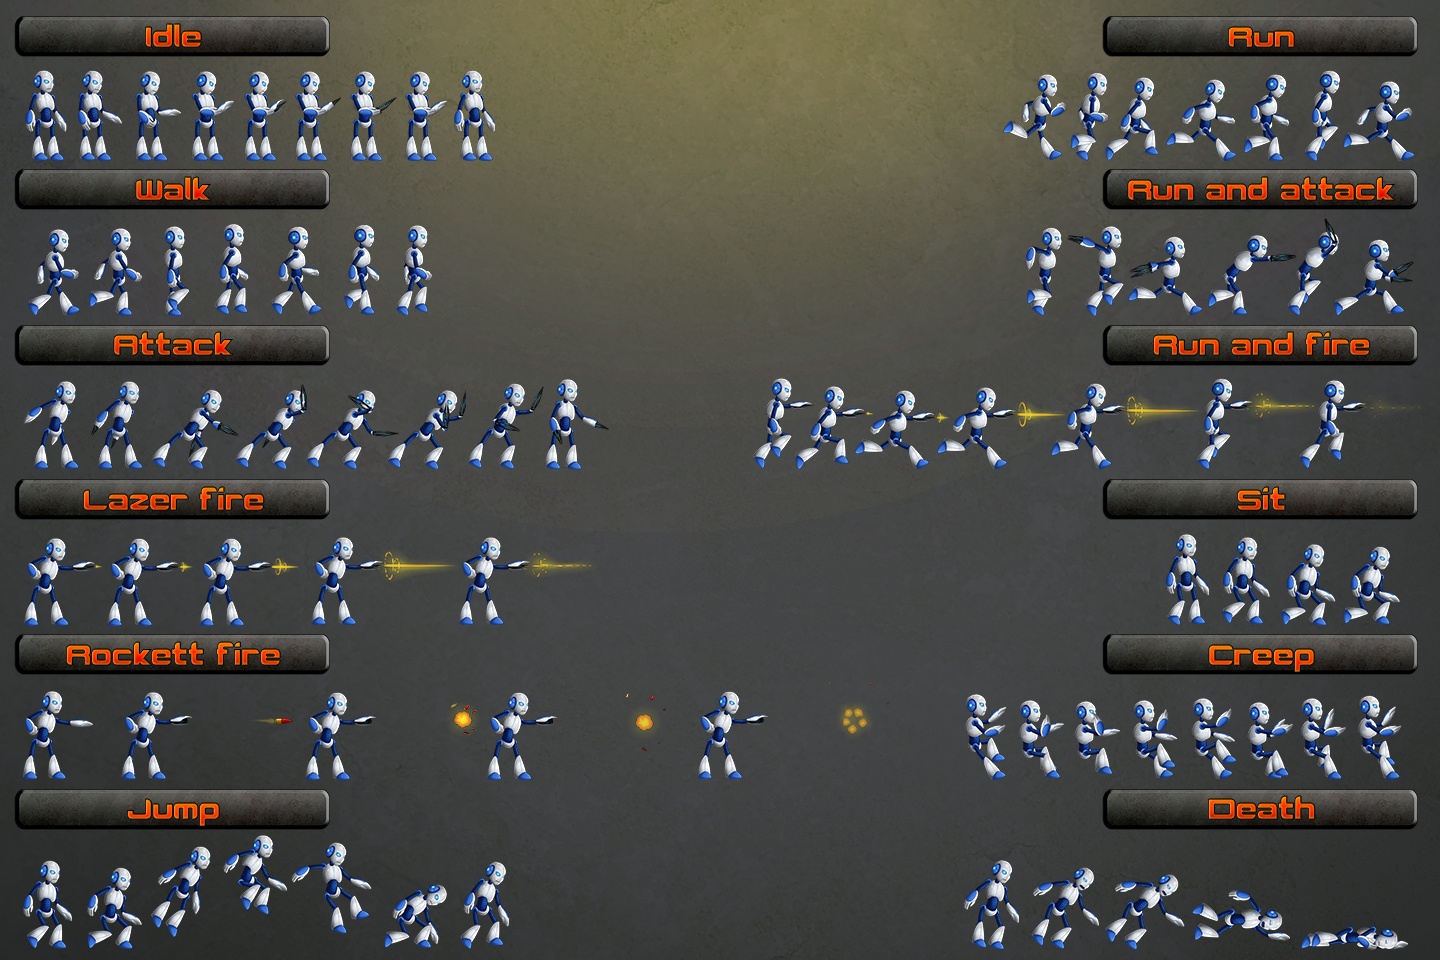 Idle
Run
Walk
Run and attack
Attack
Run and fire
Lazer fire
Sit
Rockett fire
Creep
Jump
Death